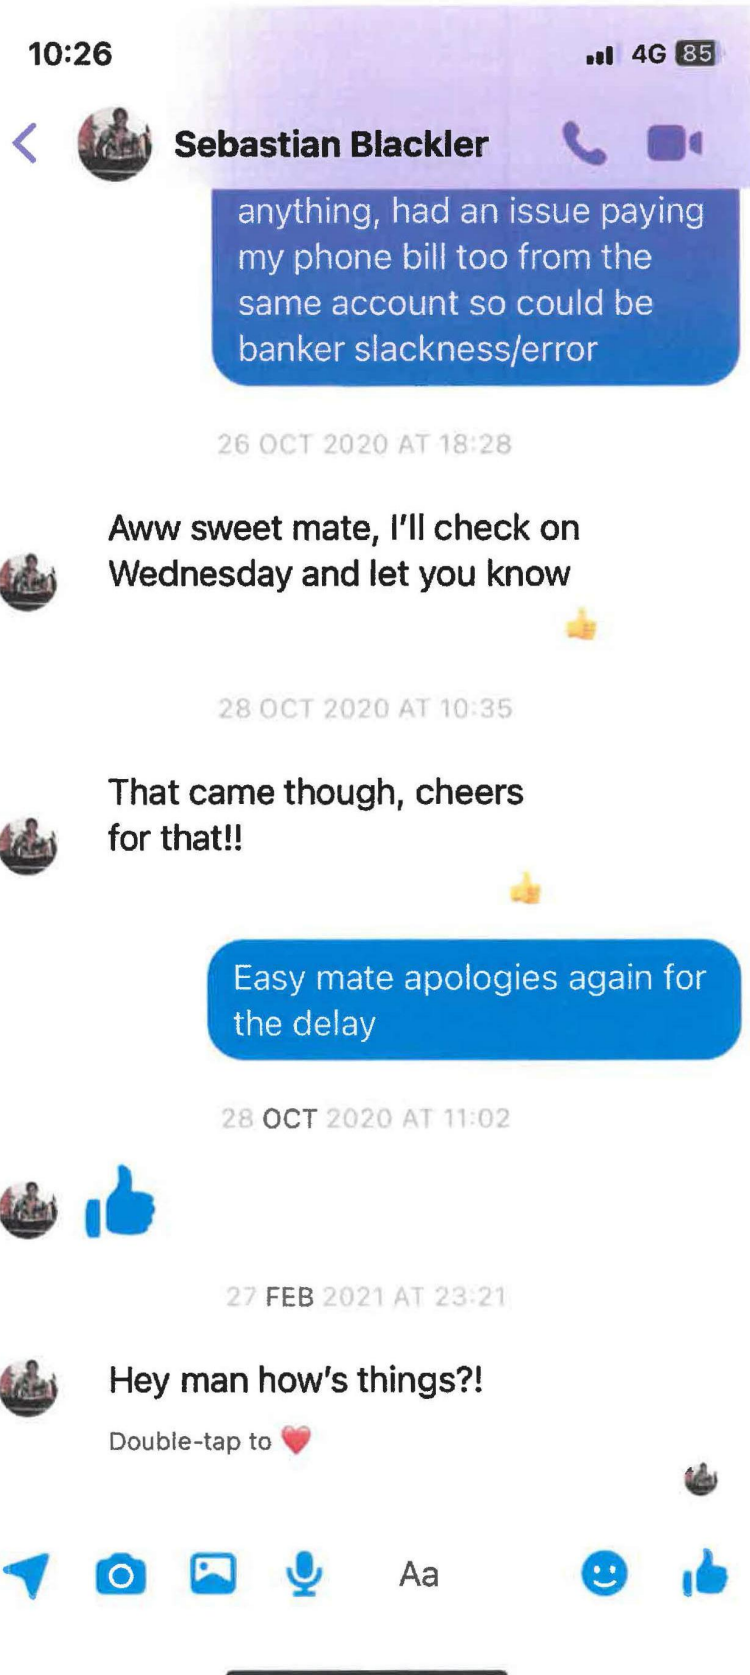 10:26
4G 85
Sebastian Blackler
anything, had an issue paying
my phone bill too from the
same account so could be
banker slackness/error
26 OCT 2020 AT 18:28
Aww sweet mate, I'll check on
Wednesday and let you know
28 OCT 2020 AT 10:35
That came though, cheers
for that!!
Easy mate apologies again for
the delay
28 OCT 2020 AT 11:02
27 FEB 2021 AT 23:21
Hey man how's things?!
Double-tap to ❤️
Aa